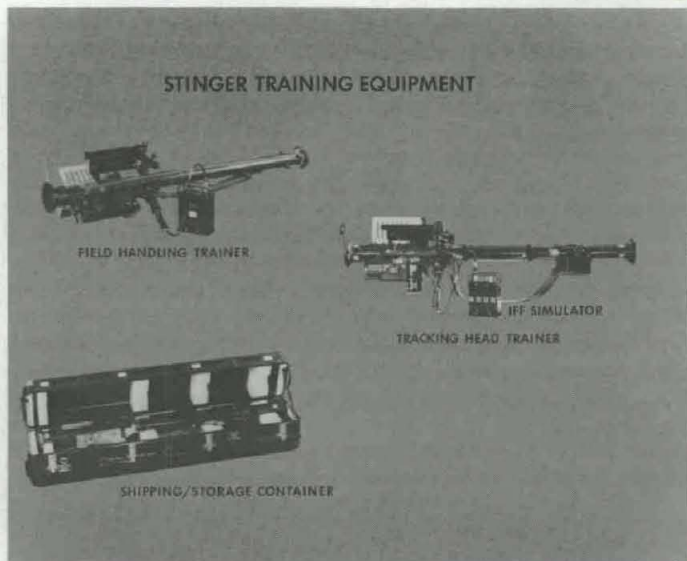 STINGER TRAINING EQUIPMENT
FIELD HANDLING TRAINER
IFF SIMULATOR
TRACKING HEAD TRAINER
SHIPPING/STORAGE CONTAINER